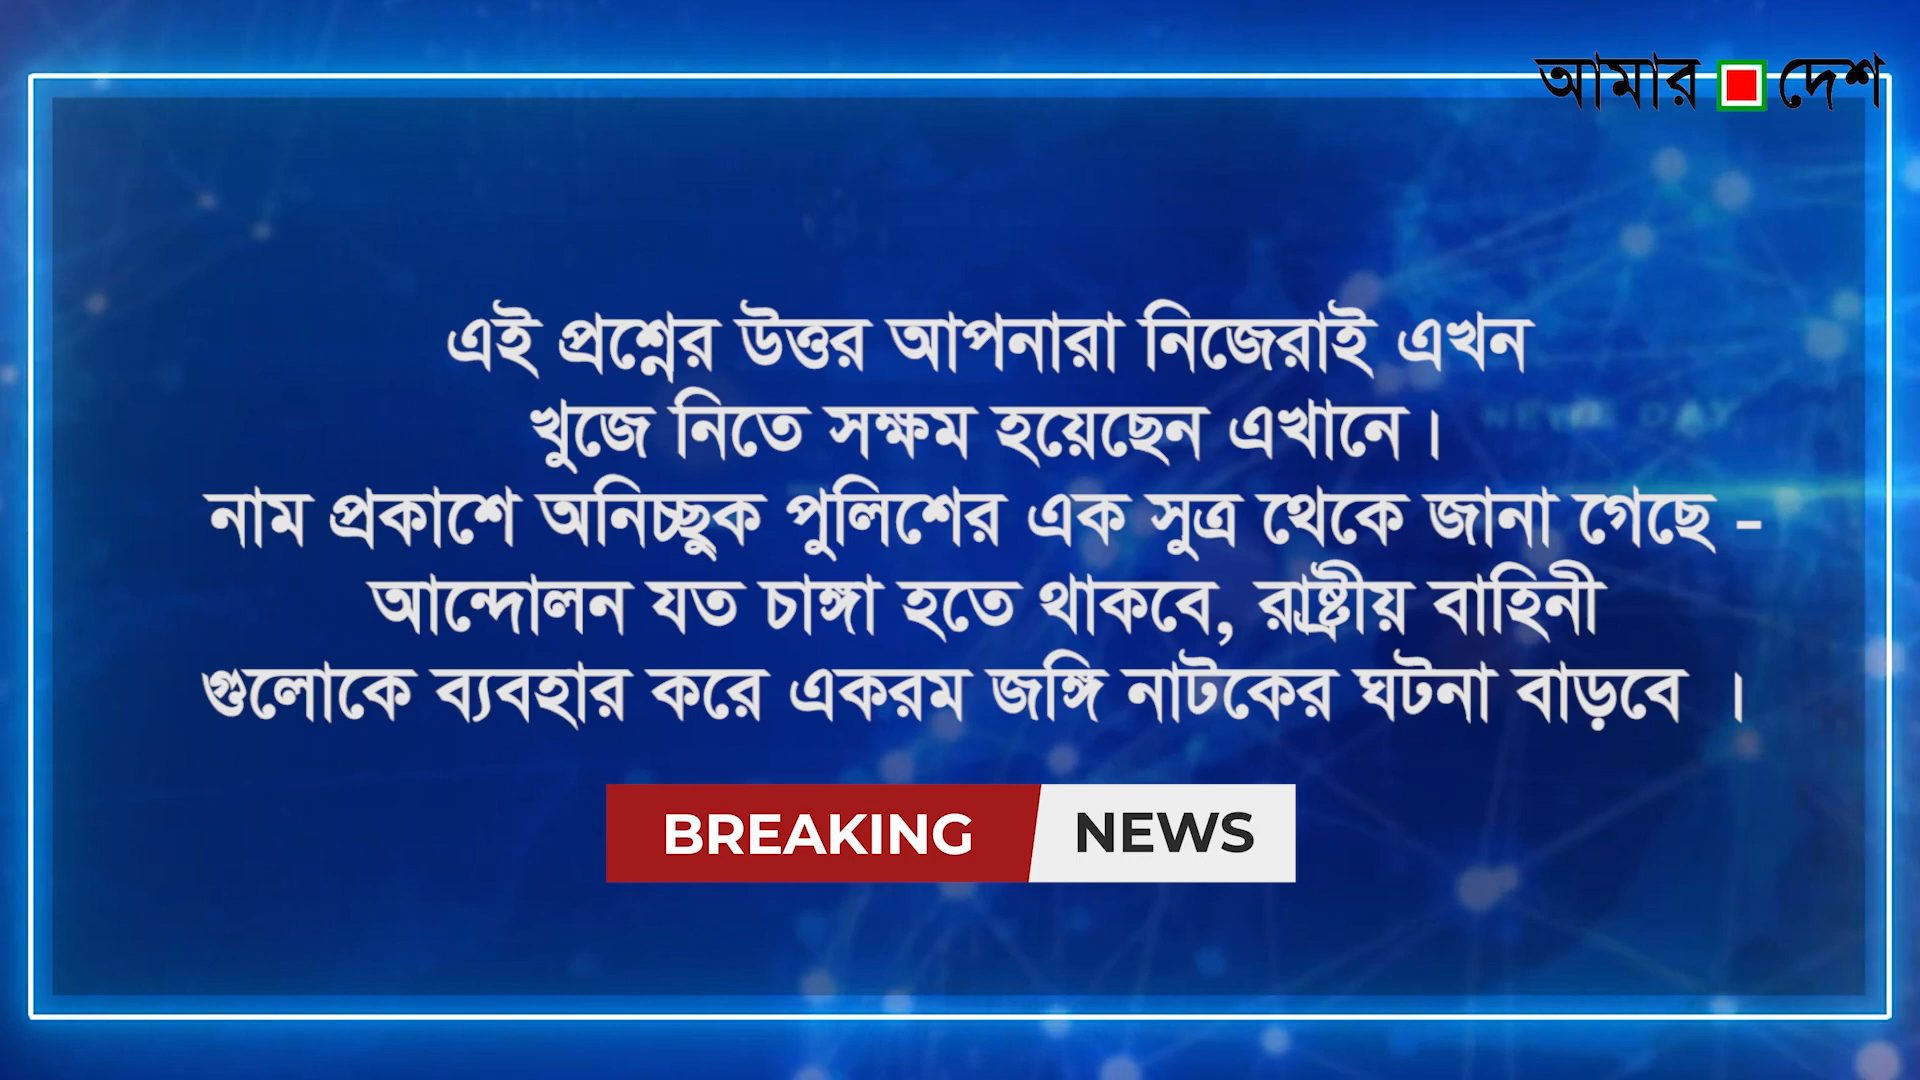 আমার দেশ
এই প্রশ্নের উত্তর আপনারা নিজেরাই এখন
খুজে নিতে সক্ষম হয়েছেন এখানে।
নাম প্রকাশে অনিচ্ছুক পুলিশের এক সুত্র থেকে জানা গেছে -
আন্দোলন যত চাঙ্গা হতে থাকবে, রাষ্ট্রীয় বাহিনী
গুলোকে ব্যবহার করে একরম জঙ্গি নাটকের ঘটনা বাড়বে ।
BREAKING NEWS